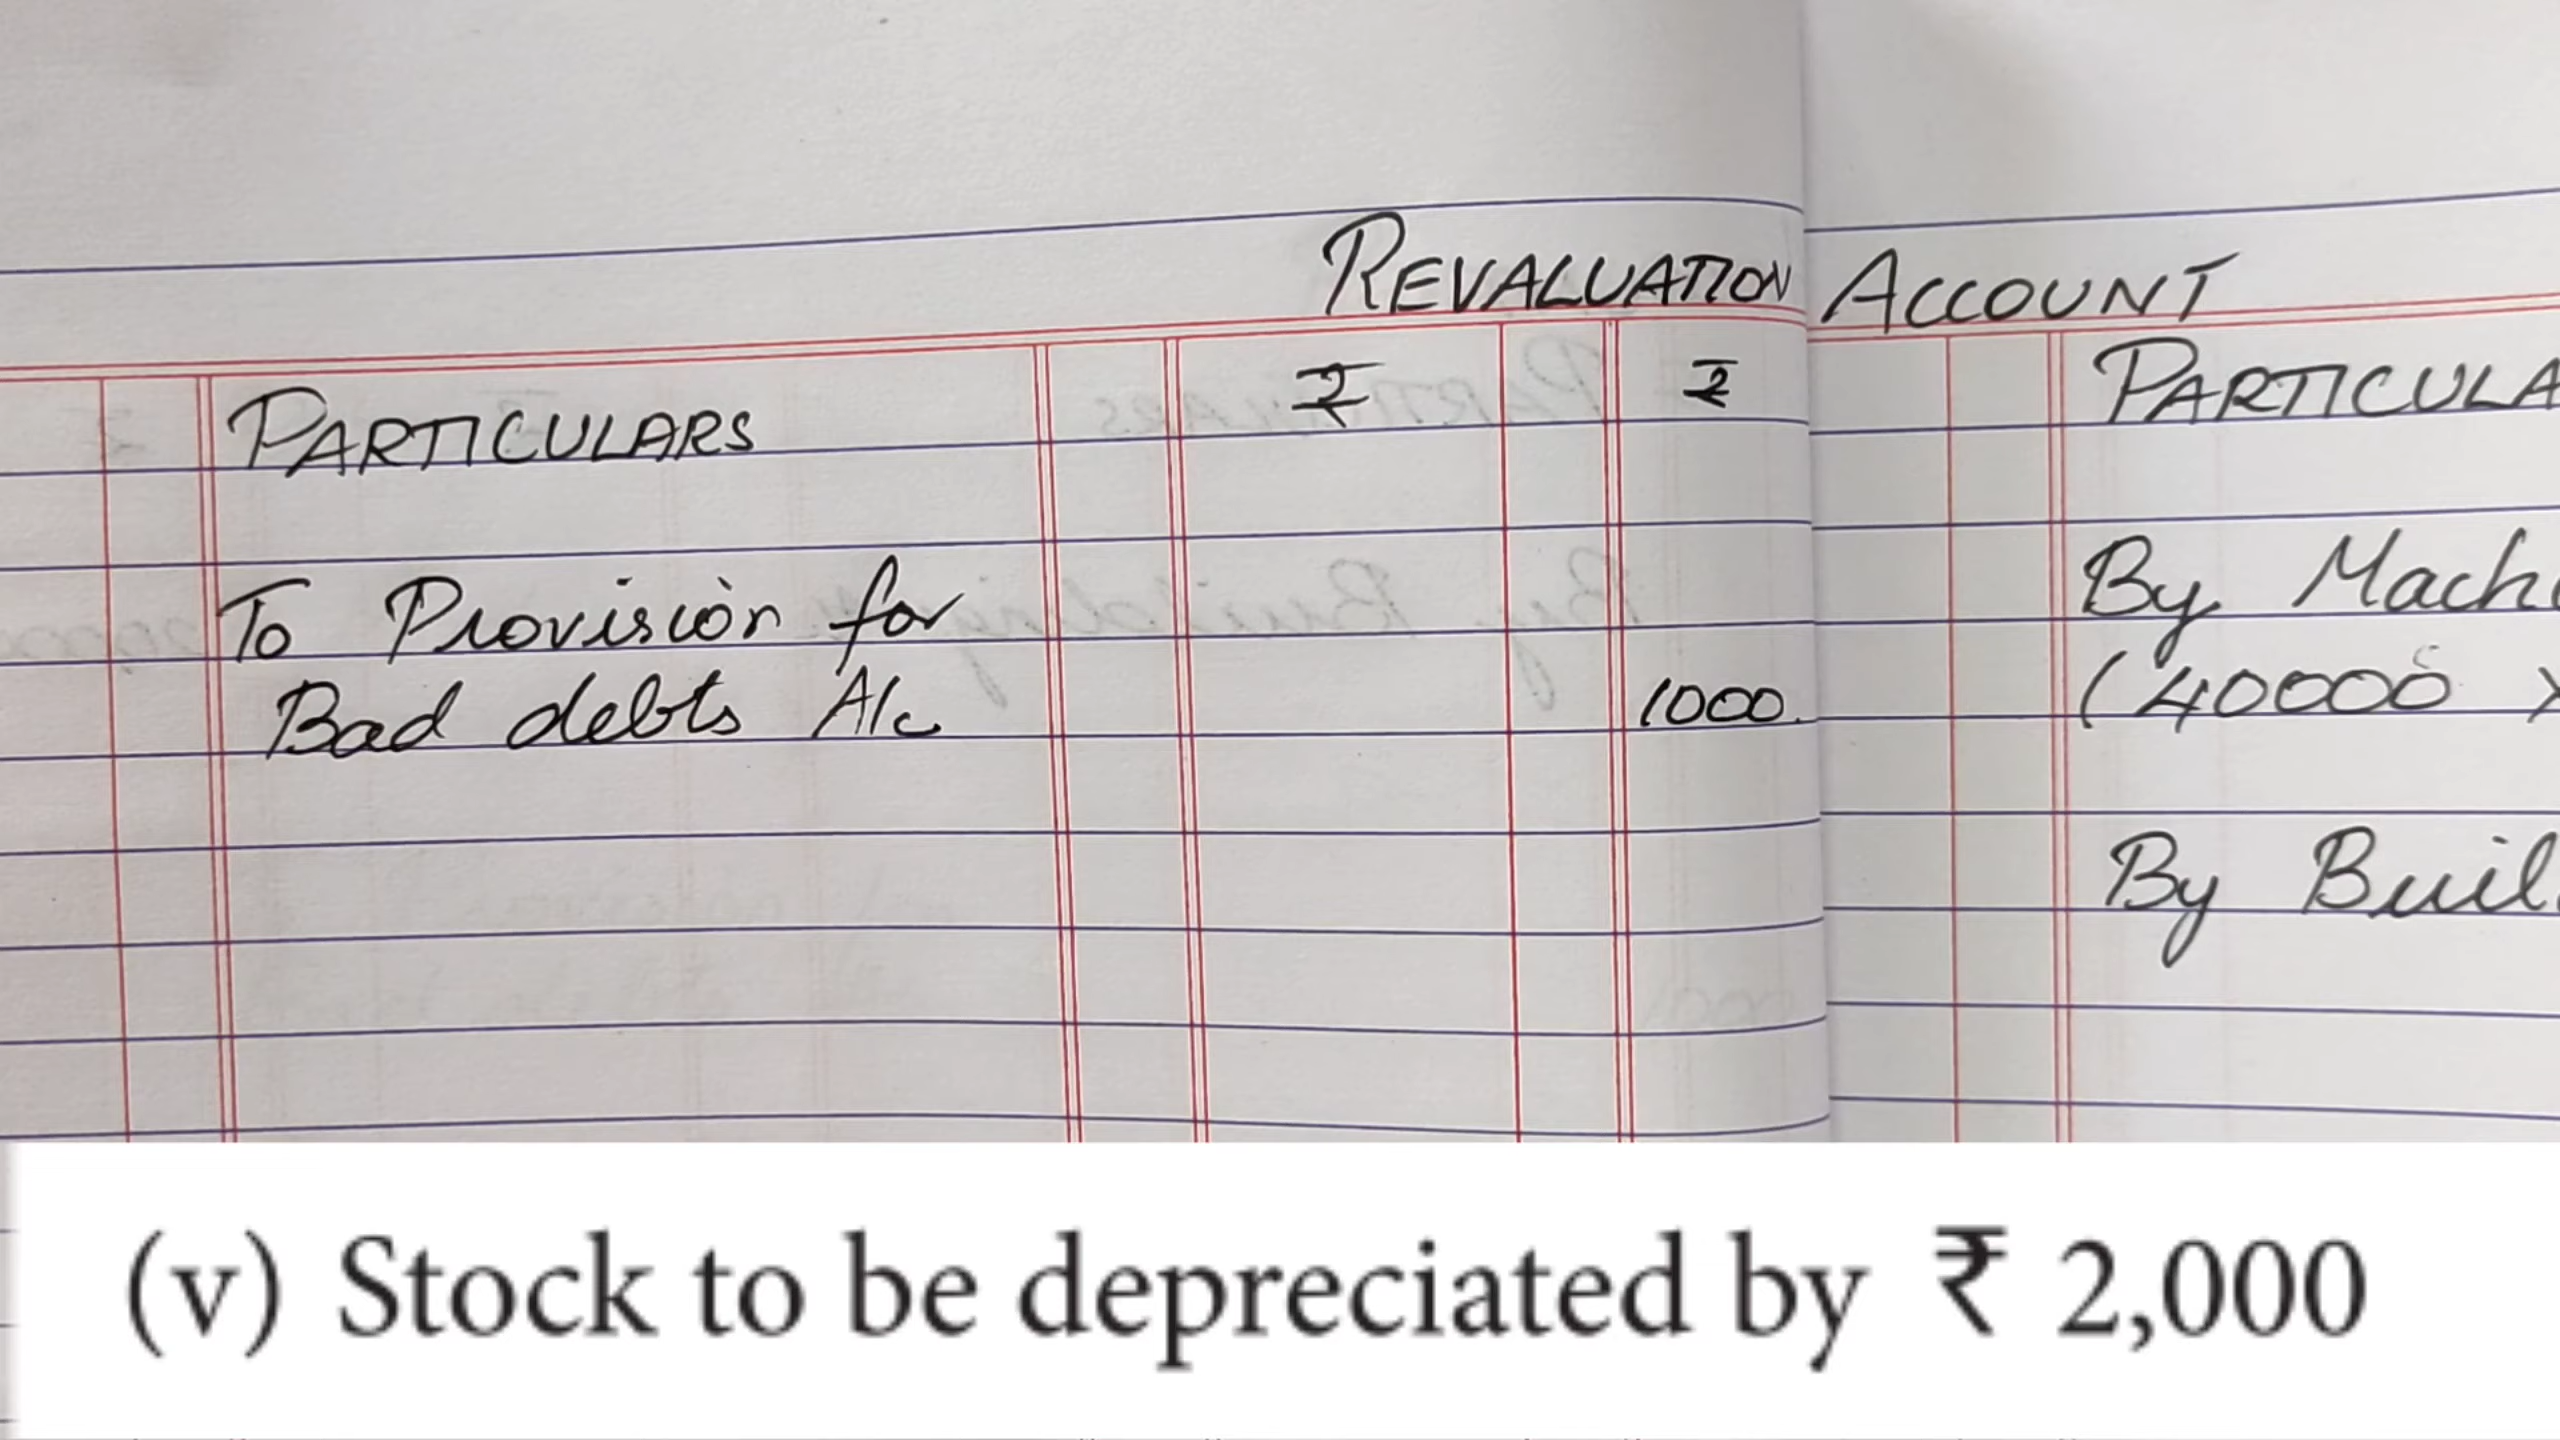 REVALUATION ACCOUNT
PARTICULARS ₹ ₹ PARTICULA
To Provision for By Mach
Bad debts A/c 1000. (40000 ×
By Buil
(v) Stock to be depreciated by ₹ 2,000